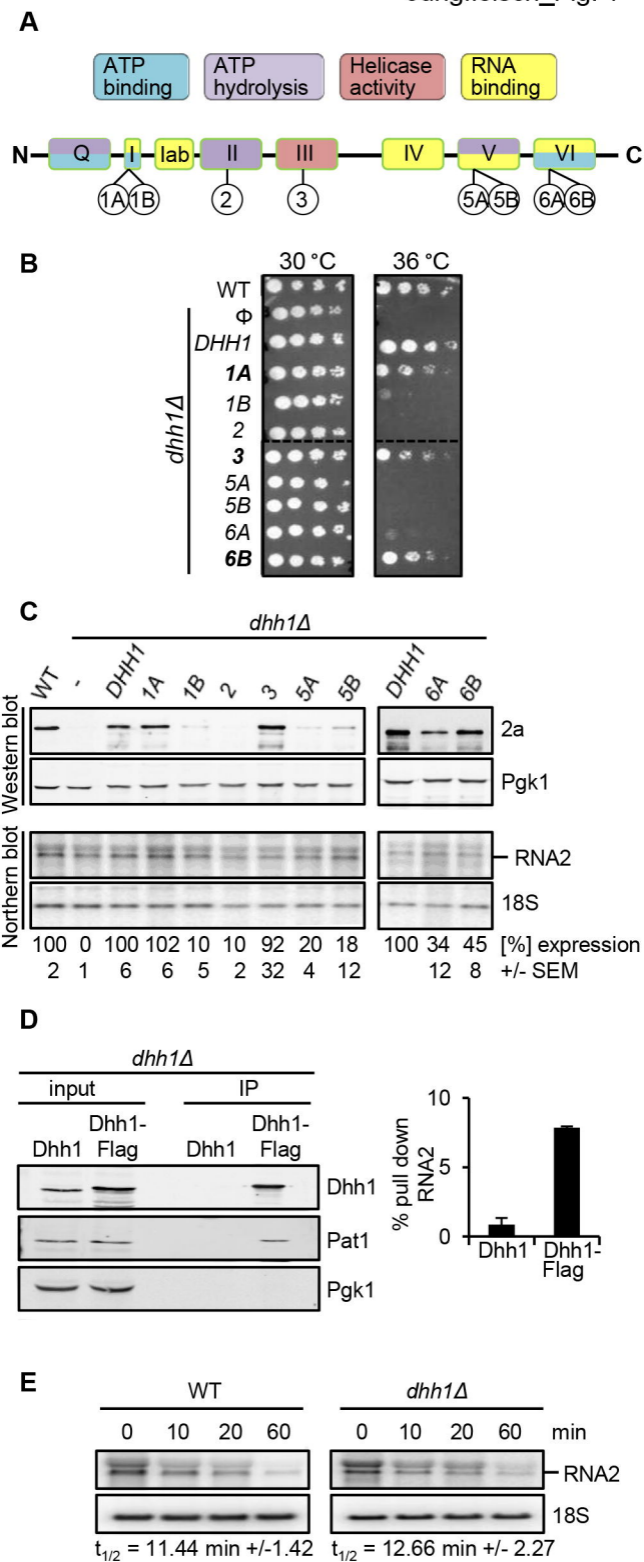 A
ATP binding
ATP hydrolysis
Helicase activity
RNA binding
N Q I Iab II III IV V VI C
1A 1B 2 3 5A 5B 6A 6B
B
30 °C 36 °C
dhh1Δ
WT
Φ
DHH1
1A
1B
2
3
5A
5B
6A
6B
C
dhh1Δ
WT - DHH1 1A 1B 2 3 5A 5B DHH1 6A 6B
Western blot
2a
Pgk1
Northern blot
RNA2
18S
100 0 100 102 10 10 92 20 18 100 34 45 [%] expression
2 1 6 6 5 2 32 4 12 12 8 +/- SEM
D
dhh1Δ
input IP
Dhh1 Dhh1-Flag Dhh1 Dhh1-Flag
Dhh1
Pat1
Pgk1
% pull down RNA2
10
5
0
Dhh1 Dhh1-Flag
E
WT dhh1Δ
0 10 20 60 0 10 20 60 min
RNA2
18S
t1/2 = 11.44 min +/-1.42 t1/2 = 12.66 min +/- 2.27